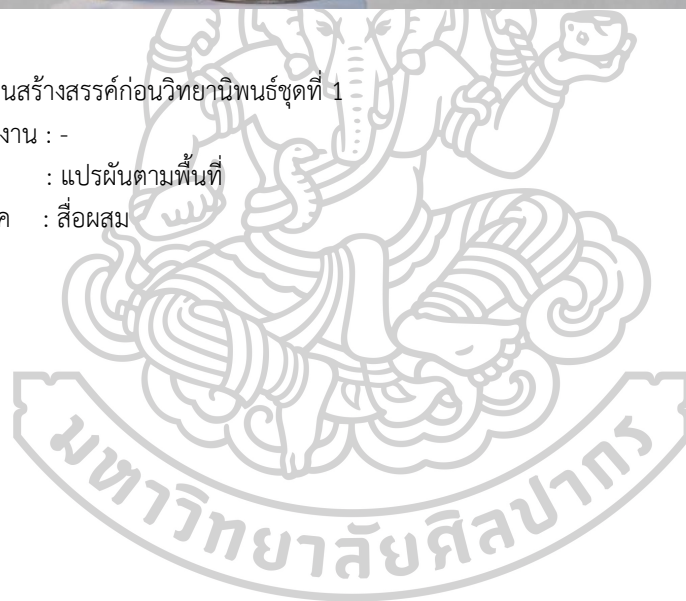 นสร้างสรรค์ก่อนวิทยานิพนธ์ชุดที่ 1
งาน : -
: แปรผันตามพื้นที่
ค : สื่อผสม
มหาวิทยาลัยศิลปากร